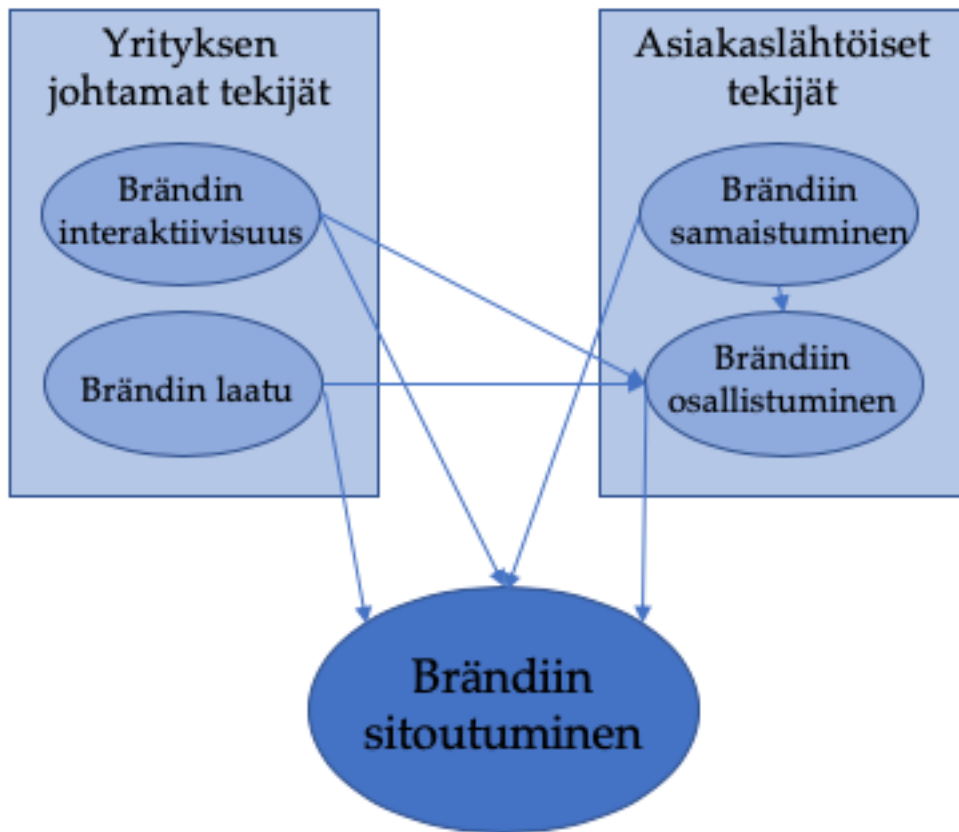 Yrityksen
johtamat tekijät
Brändin
interaktiivisuus
Brändin laatu
Asiakaslähtöiset
tekijät
Brändiin
samaistuminen
Brändiin
osallistuminen
Brändiin
sitoutuminen